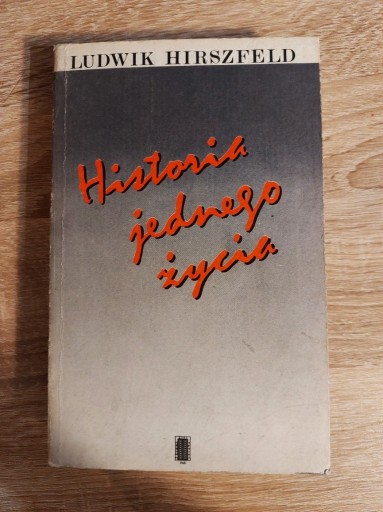 LUDWIK HIRSZFELD
Historia
jednego
życia